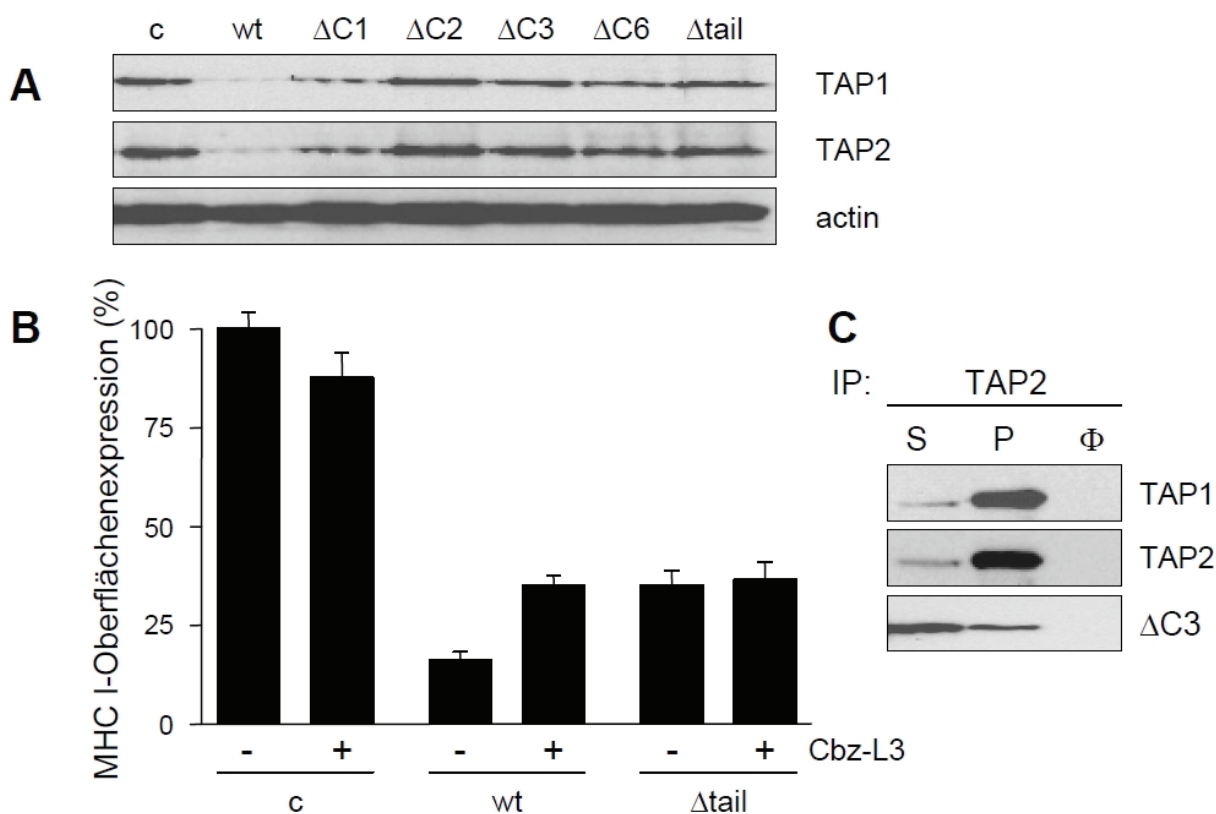 c wt ΔC1 ΔC2 ΔC3 ΔC6 Δtail
A
TAP1
TAP2
actin
B
MHC I-Oberflächenexpression (%)
100
75
50
25
0
- + - + - + Cbz-L3
c wt Δtail
C
IP: TAP2
S P Φ
TAP1
TAP2
ΔC3